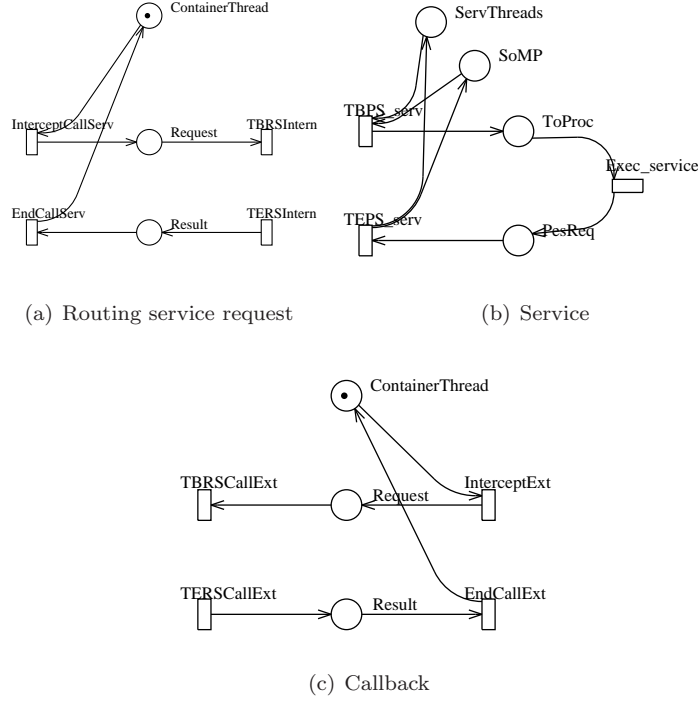 ContainerThread
InterceptCallServ
Request
TBRSIntern
EndCallServ
Result
TERSIntern
(a) Routing service request
ServThreads
SoMP
TBPS_serv
ToProc
Exec_service
TEPS_serv
PesReq
(b) Service
ContainerThread
TBRSCallExt
Request
InterceptExt
TERSCallExt
Result
EndCallExt
(c) Callback